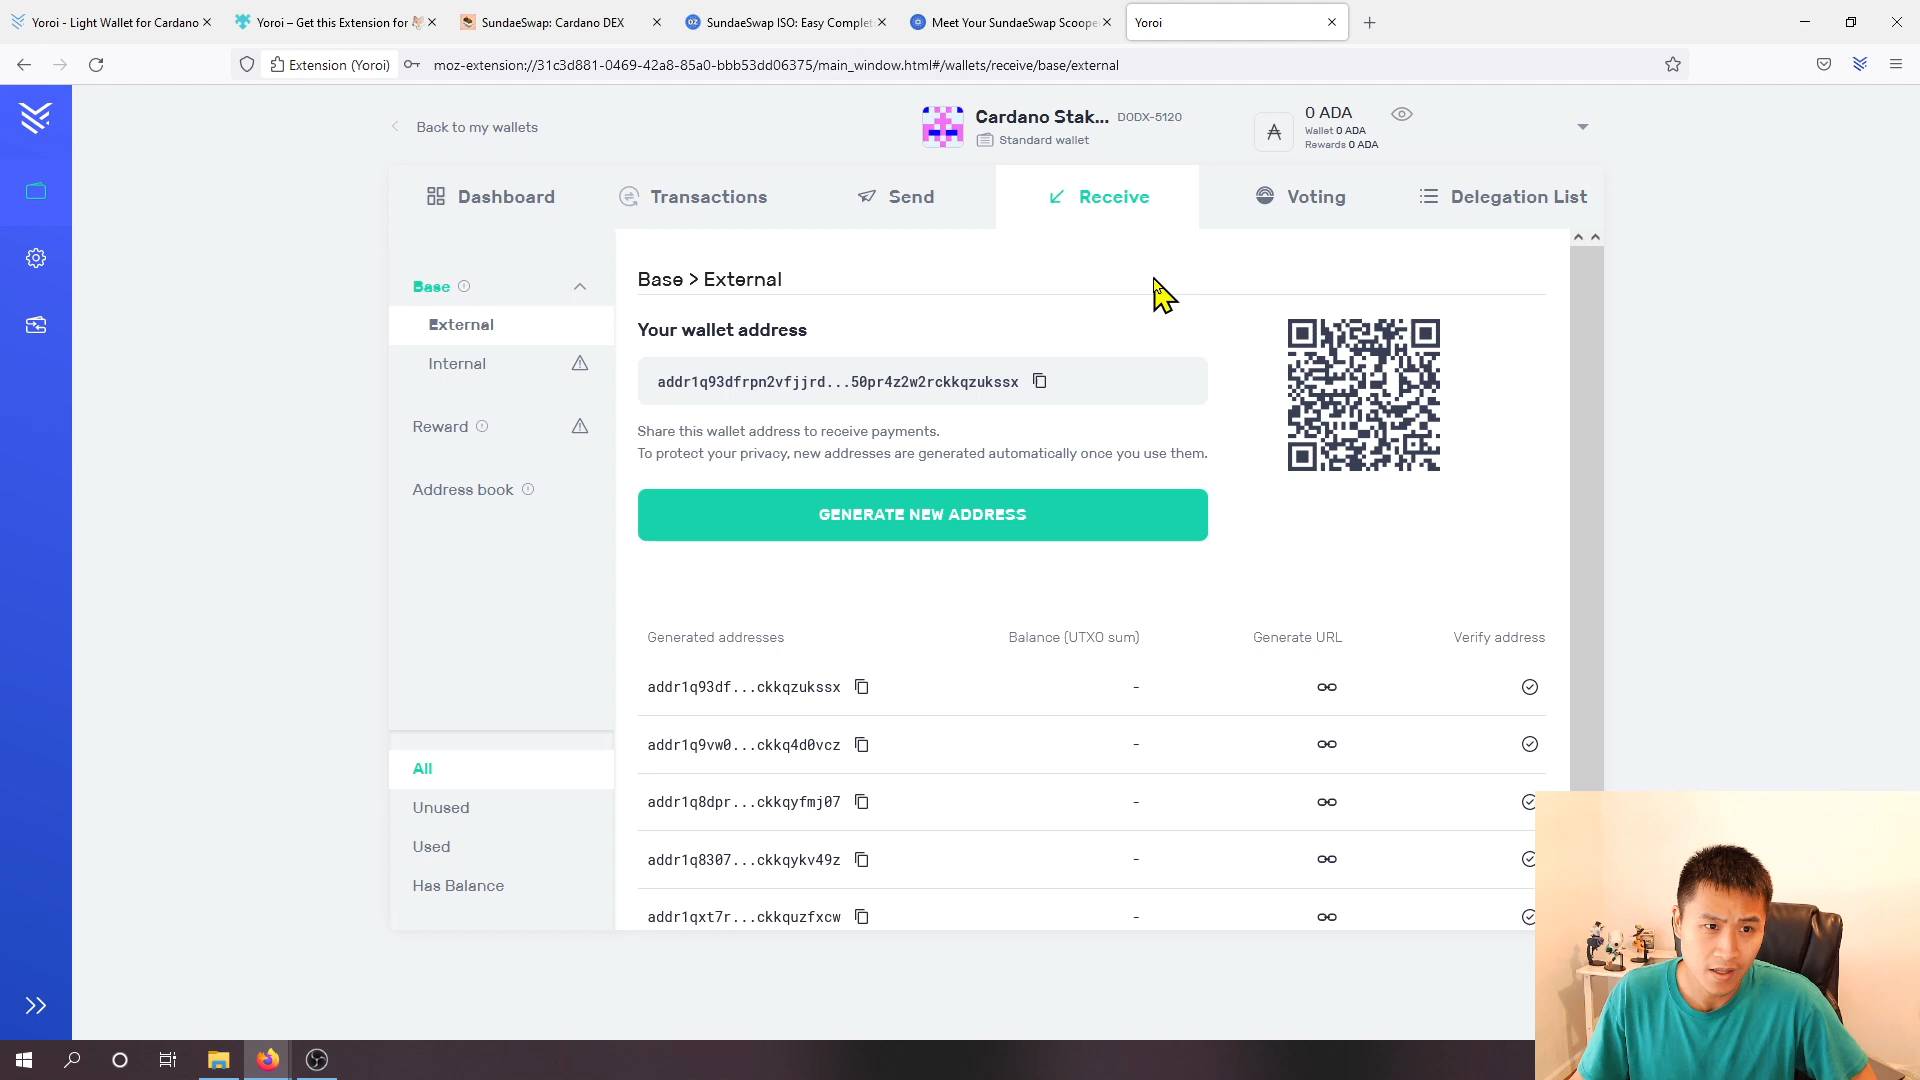 Yoroi - Light Wallet for Cardano
Yoroi – Get this Extension for
SundaeSwap: Cardano DEX
SundaeSwap ISO: Easy Complet
Meet Your SundaeSwap Scoope
Yoroi
Extension (Yoroi)
moz-extension://31c3d881-0469-42a8-85a0-bbb53dd06375/main_window.html#/wallets/receive/base/external
Back to my wallets
Cardano Stak... DODX-5120
Standard wallet
0 ADA
Wallet 0 ADA
Rewards 0 ADA
Dashboard
Transactions
Send
Receive
Voting
Delegation List
Base
External
Internal
Reward
Address book
All
Unused
Used
Has Balance
Base > External
Your wallet address
addr1q93dfrpn2vfjjrd...50pr4z2w2rckkqzukssx
Share this wallet address to receive payments.
To protect your privacy, new addresses are generated automatically once you use them.
GENERATE NEW ADDRESS
Generated addresses Balance (UTXO sum) Generate URL Verify address
addr1q93df...ckkqzukssx -
addr1q9vw0...ckkq4d0vcz -
addr1q8dpr...ckkqyfmj07 -
addr1q8307...ckkqykv49z -
addr1qxt7r...ckkquzfxcw -